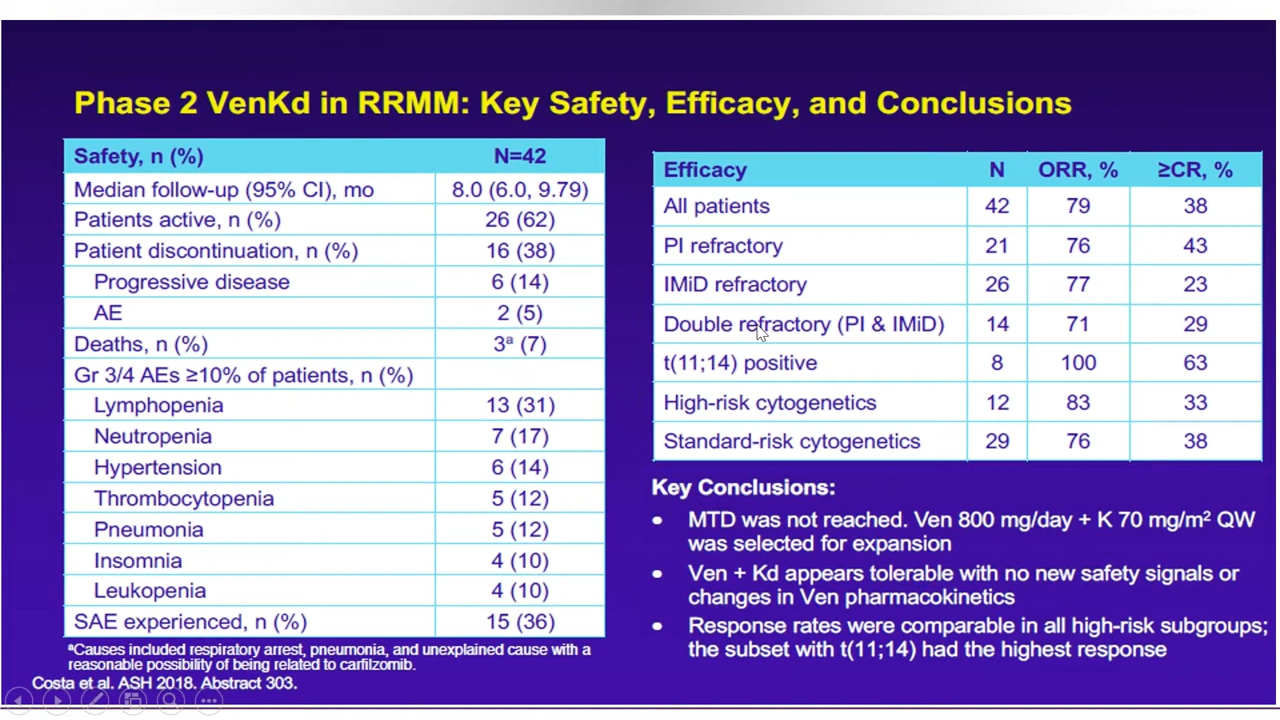 Phase 2 VenKd in RRMM: Key Safety, Efficacy, and Conclusions
Safety, n (%) N=42
Median follow-up (95% CI), mo 8.0 (6.0, 9.79)
Patients active, n (%) 26 (62)
Patient discontinuation, n (%) 16 (38)
Progressive disease 6 (14)
AE 2 (5)
Deaths, n (%) 3ᵃ (7)
Gr 3/4 AEs ≥10% of patients, n (%)
Lymphopenia 13 (31)
Neutropenia 7 (17)
Hypertension 6 (14)
Thrombocytopenia 5 (12)
Pneumonia 5 (12)
Insomnia 4 (10)
Leukopenia 4 (10)
SAE experienced, n (%) 15 (36)
ᵃCauses included respiratory arrest, pneumonia, and unexplained cause with a
reasonable possibility of being related to carfilzomib.
Costa et al. ASH 2018. Abstract 303.
Efficacy N ORR, % ≥CR, %
All patients 42 79 38
PI refractory 21 76 43
IMiD refractory 26 77 23
Double refractory (PI & IMiD) 14 71 29
t(11;14) positive 8 100 63
High-risk cytogenetics 12 83 33
Standard-risk cytogenetics 29 76 38
Key Conclusions:
• MTD was not reached. Ven 800 mg/day + K 70 mg/m² QW
was selected for expansion
• Ven + Kd appears tolerable with no new safety signals or
changes in Ven pharmacokinetics
• Response rates were comparable in all high-risk subgroups;
the subset with t(11;14) had the highest response